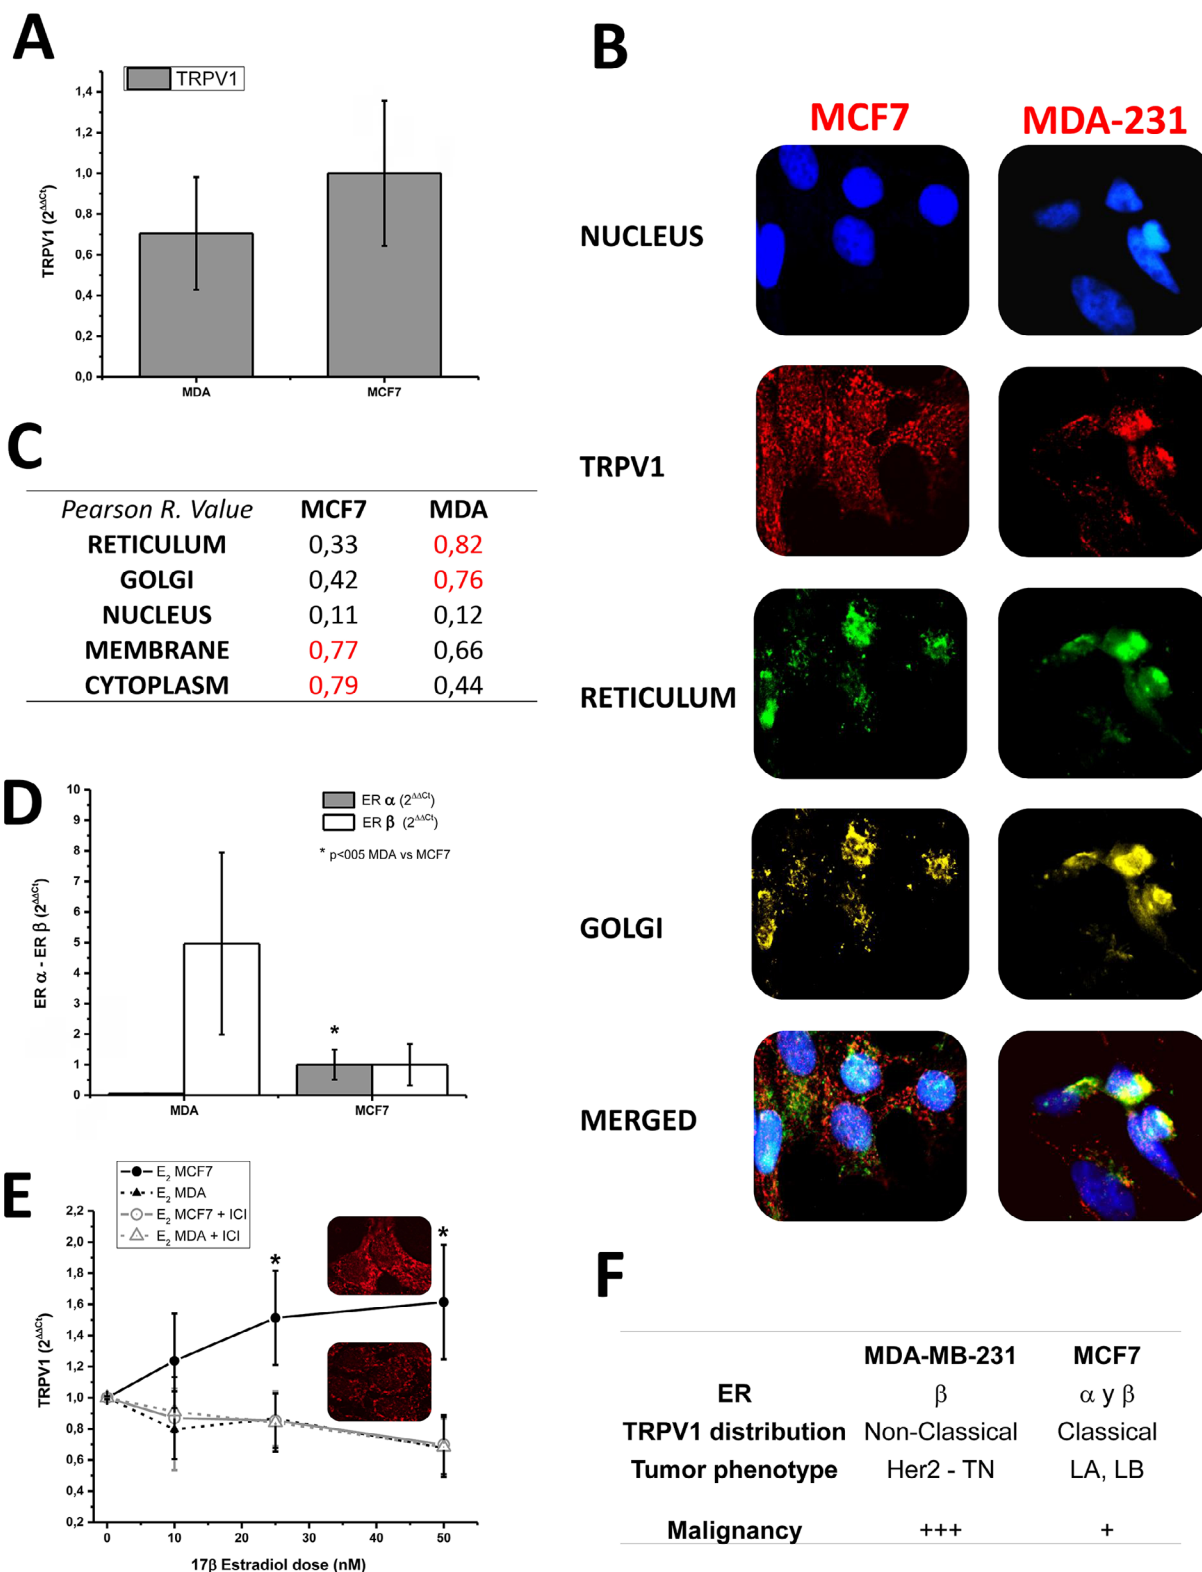 A
TRPV1
TRPV1 (2^ΔΔCt)
1,4
1,2
1,0
0,8
0,6
0,4
0,2
0,0
MDA
MCF7
B
MCF7 MDA-231
NUCLEUS
TRPV1
RETICULUM
GOLGI
MERGED
C
Pearson R. Value MCF7 MDA
RETICULUM 0,33 0,82
GOLGI 0,42 0,76
NUCLEUS 0,11 0,12
MEMBRANE 0,77 0,66
CYTOPLASM 0,79 0,44
D
ER α (2^ΔΔCt)
ER β (2^ΔΔCt)
* p<005 MDA vs MCF7
ER α - ER β (2^ΔΔCt)
10
9
8
7
6
5
4
3
2
1
0
*
MDA
MCF7
E
E₂ MCF7
E₂ MDA
E₂ MCF7 + ICI
E₂ MDA + ICI
TRPV1 (2^ΔΔCt)
2,2
2,0
1,8
1,6
1,4
1,2
1,0
0,8
0,6
0,4
0,2
*
*
0 10 20 30 40 50
17β Estradiol dose (nM)
F
MDA-MB-231 MCF7
ER β α y β
TRPV1 distribution Non-Classical Classical
Tumor phenotype Her2 - TN LA, LB
Malignancy +++ +